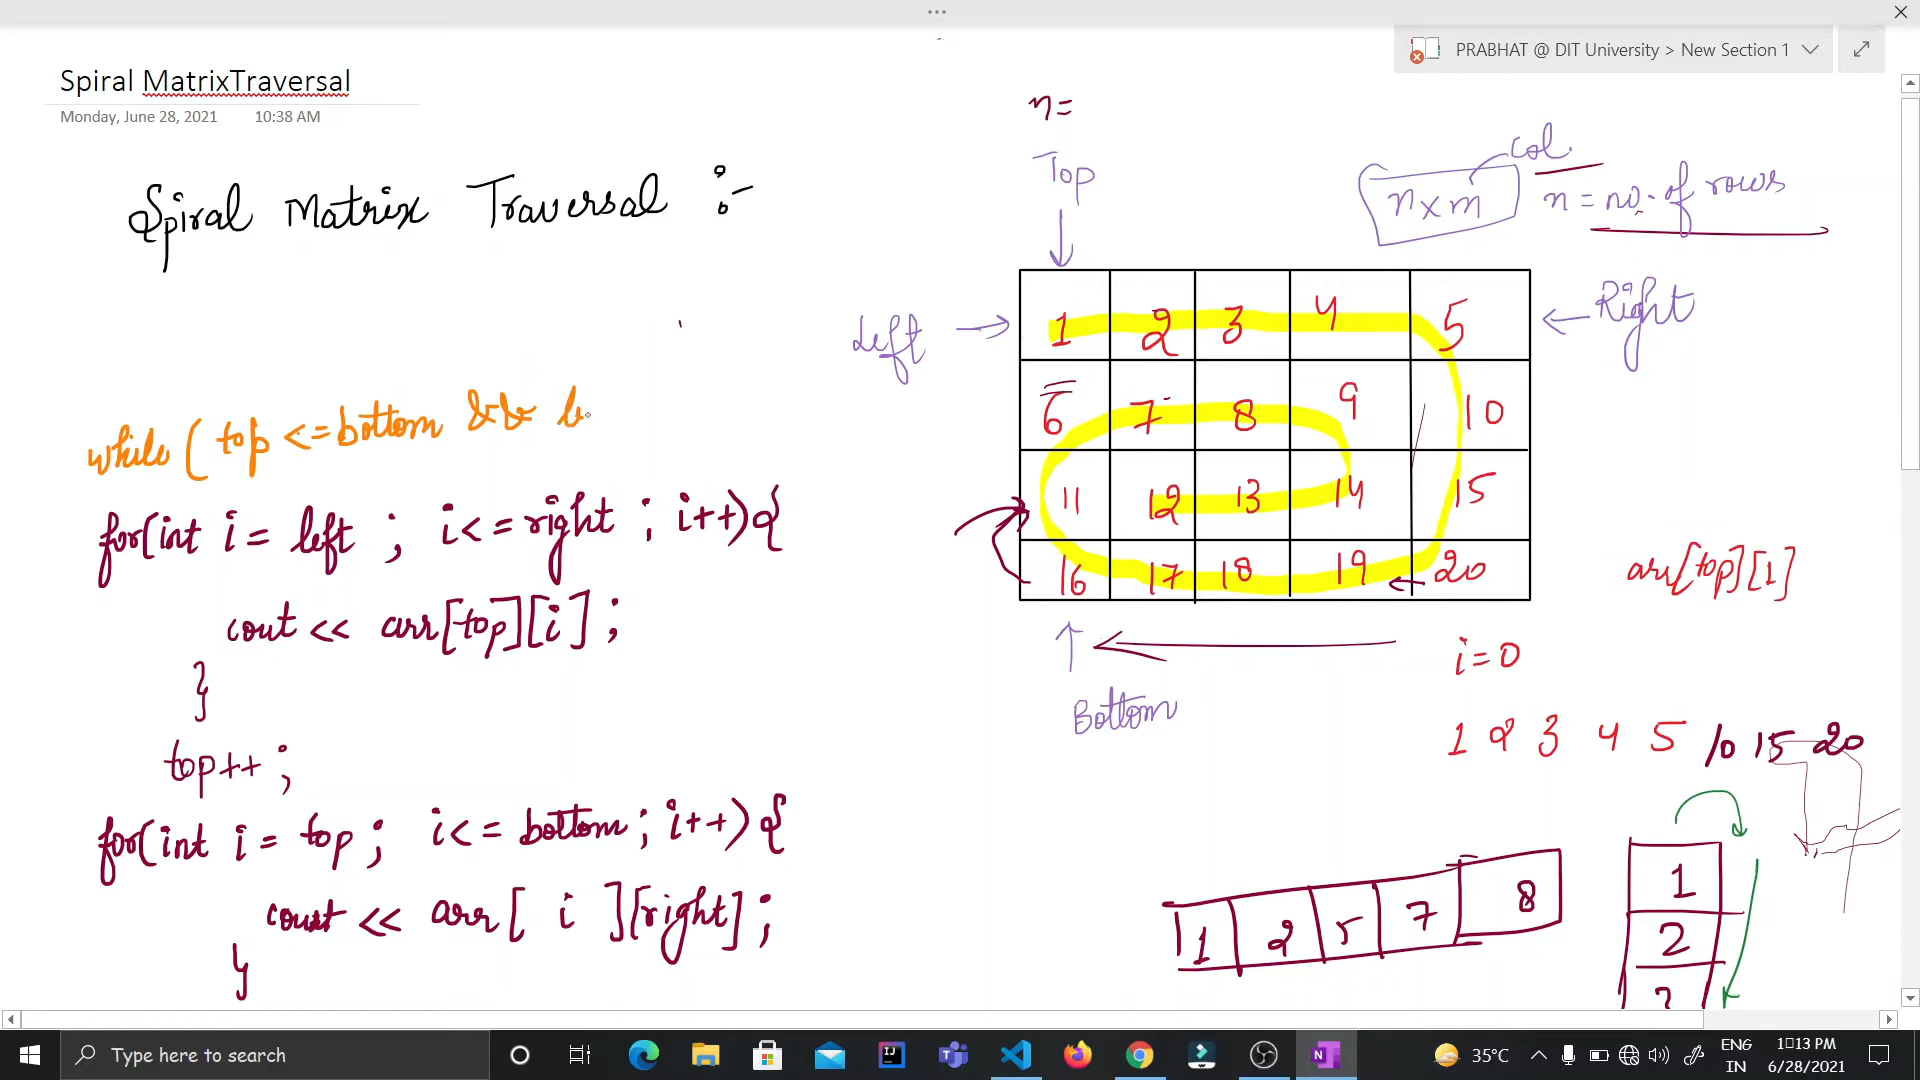 PRABHAT @ DIT University > New Section 1
Spiral MatrixTraversal
Monday, June 28, 2021 10:38 AM
n=
Top
col.
n x m
n = no. of rows
Spiral Matrix Traversal :-
Left
Right
1 2 3 4 5
6 7 8 9 10
11 12 13 14 15
16 17 18 19 20
while ( top <= bottom &&
for(int i = left ; i <= right ; i++){
cout << arr[top][i] ;
}
top++ ;
for(int i = top ; i <= bottom ; i++){
cout << arr[ i ][right] ;
}
arr[top][1]
Bottom
i = 0
1 2 3 4 5 10 15 20
1 2 5 7 8
1
2
Type here to search
35°C
ENG
IN
1:13 PM
6/28/2021